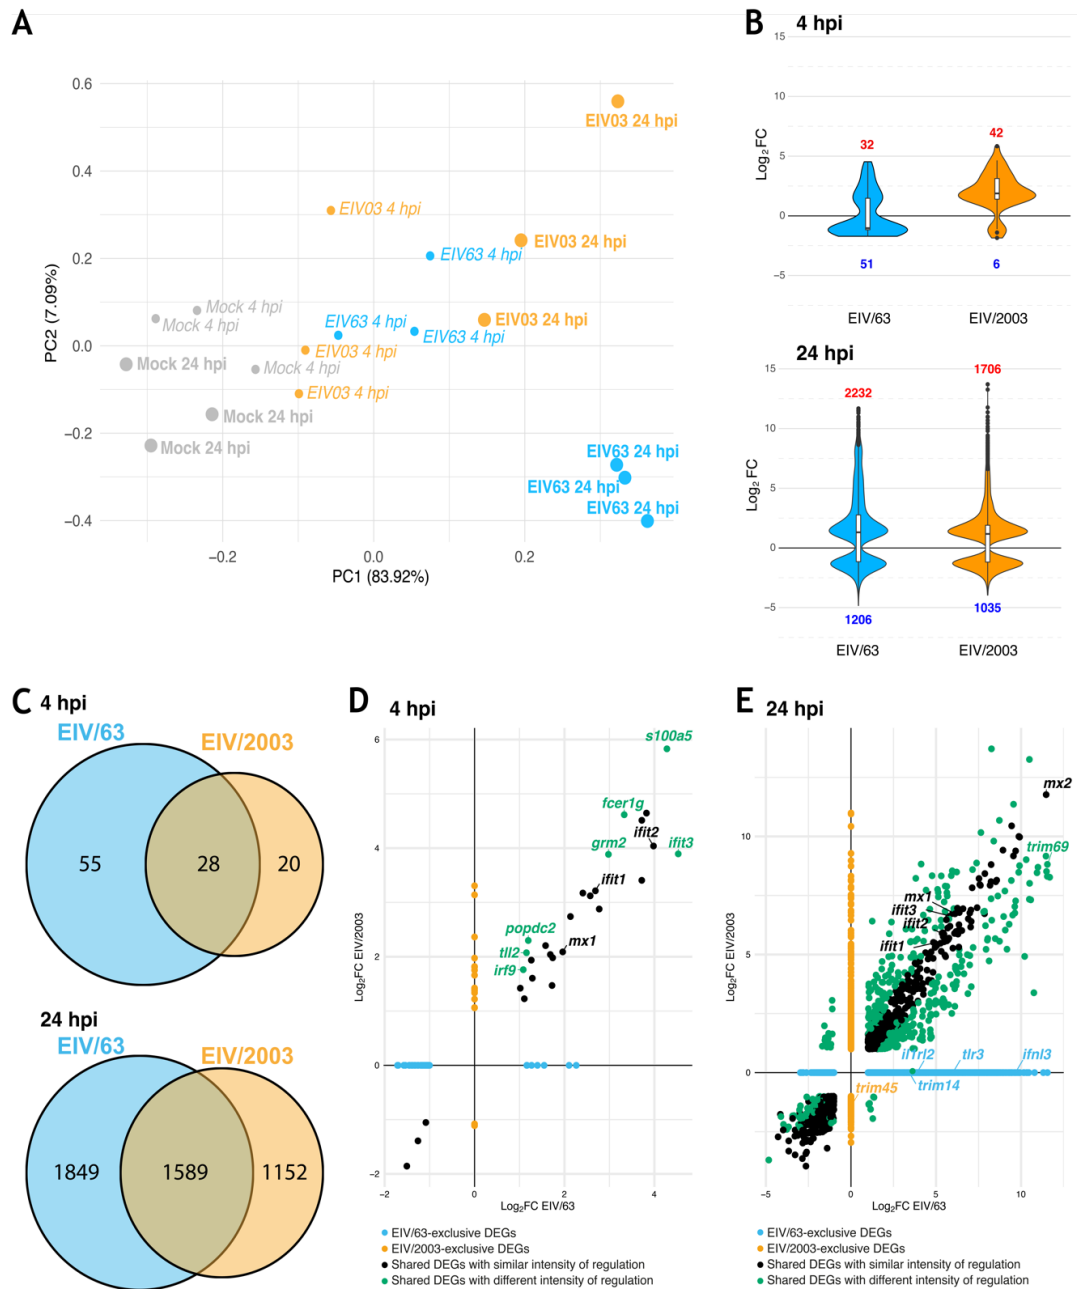 A
0.6
0.4
0.2
0.0
−0.2
−0.4
PC2 (7.09%)
EIV03 24 hpi
EIV03 4 hpi
EIV03 24 hpi
EIV63 4 hpi
Mock 4 hpi
Mock 4 hpi
EIV63 4 hpi
EIV03 24 hpi
EIV63 4 hpi
EIV03 4 hpi
Mock 24 hpi
Mock 4 hpi
EIV03 4 hpi
Mock 24 hpi
Mock 24 hpi
EIV63 24 hpi
EIV63 24 hpi
EIV63 24 hpi
−0.2
0.0
0.2
PC1 (83.92%)
B
4 hpi
15
10
5
0
−5
Log2FC
32
42
51
6
EIV/63
EIV/2003
24 hpi
15
10
5
0
−5
Log2FC
2232
1706
1206
1035
EIV/63
EIV/2003
C
4 hpi
EIV/63
EIV/2003
55
28
20
24 hpi
EIV/63
EIV/2003
1849
1589
1152
D
4 hpi
6
4
2
0
−2
Log2FC EIV/2003
s100a5
fcer1g
ifit2
grm2
ifit3
ifit1
popdc2
mx1
tll2
irf9
−2
0
2
4
Log2FC EIV/63
EIV/63-exclusive DEGs
EIV/2003-exclusive DEGs
Shared DEGs with similar intensity of regulation
Shared DEGs with different intensity of regulation
E
24 hpi
10
5
0
Log2FC EIV/2003
mx2
trim69
mx1
ifit3
ifit2
ifit1
il1rl2
tlr3
ifnl3
trim14
trim45
−5
0
5
10
Log2FC EIV/63
EIV/63-exclusive DEGs
EIV/2003-exclusive DEGs
Shared DEGs with similar intensity of regulation
Shared DEGs with different intensity of regulation